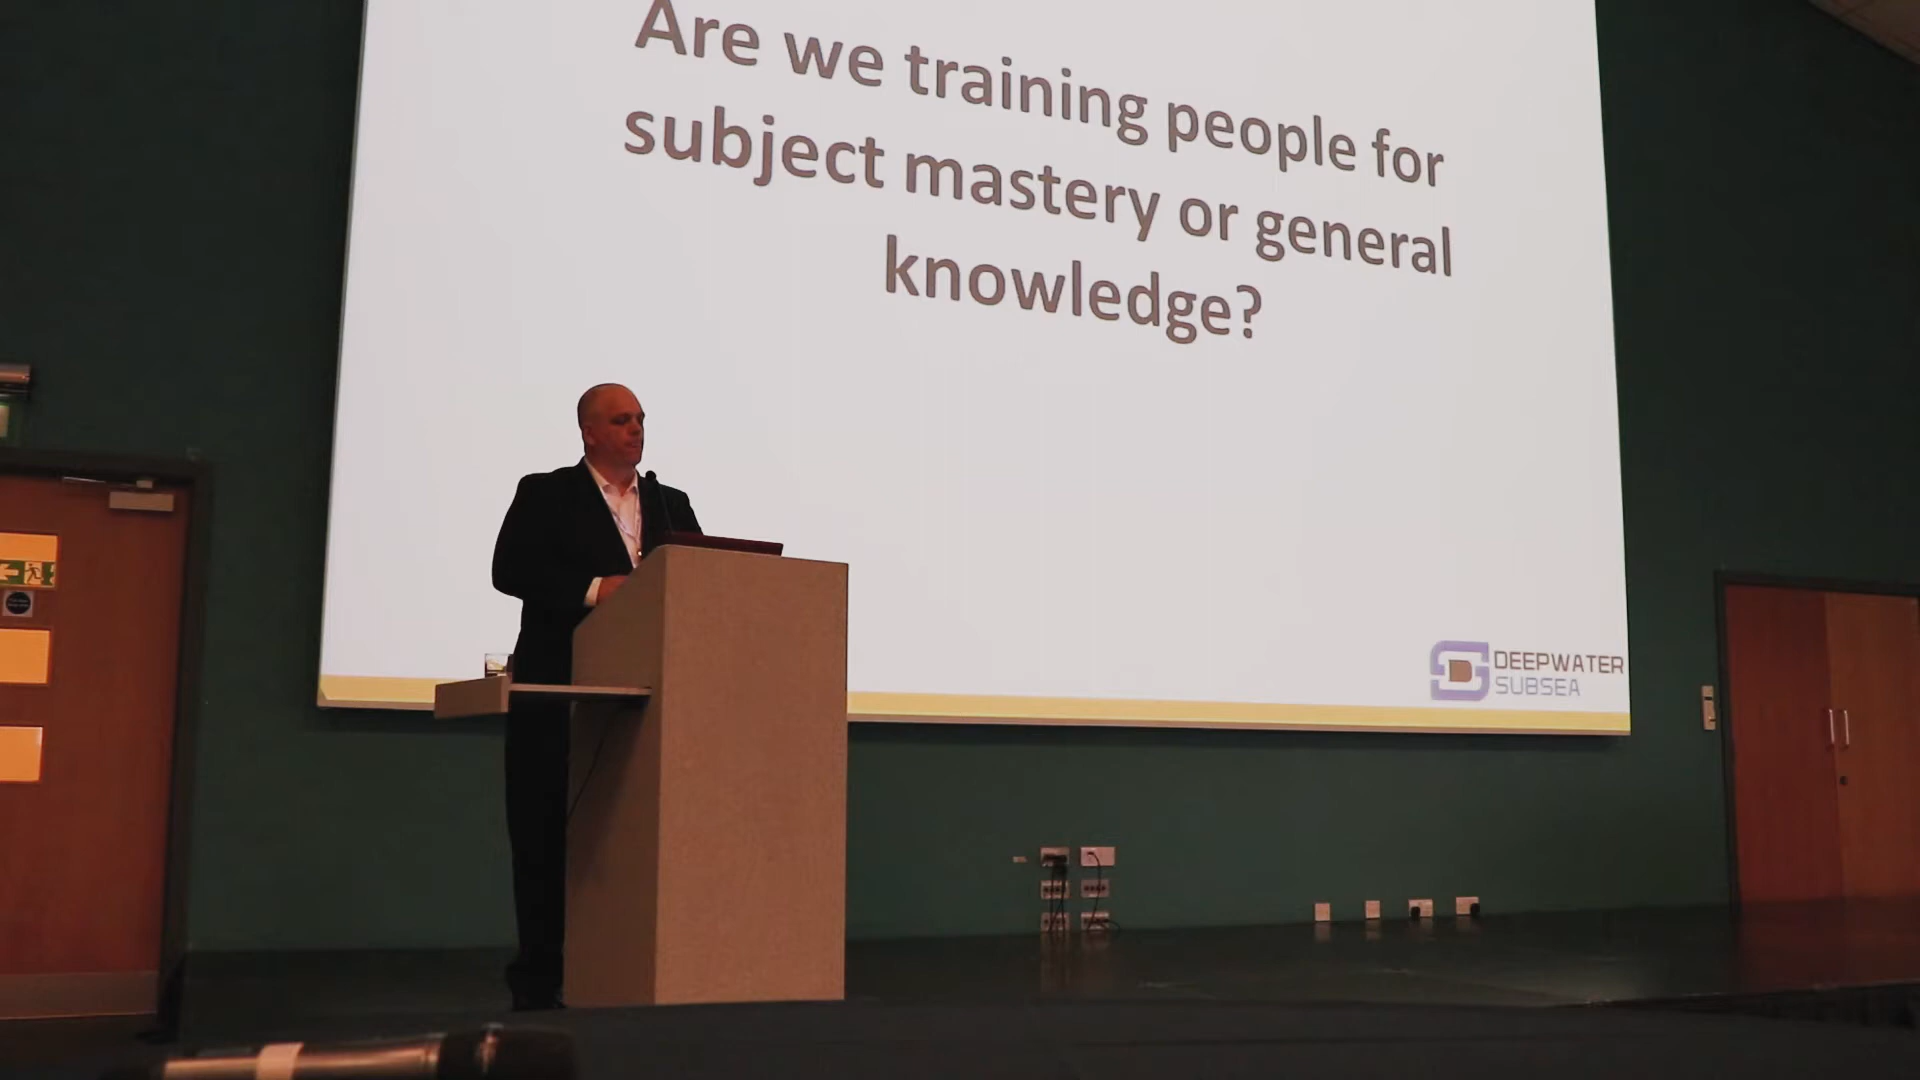 Are we training people for
subject mastery or general
knowledge?
DEEPWATER
SUBSEA